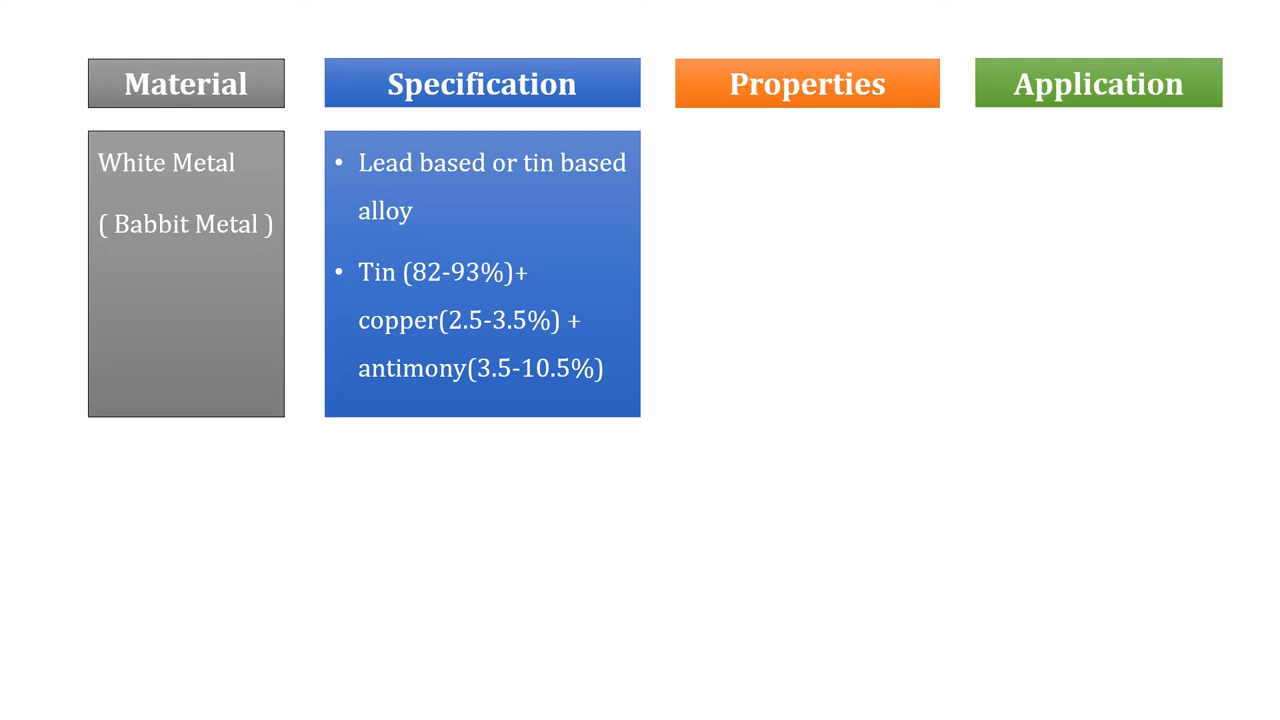 Material
Specification
Properties
Application
White Metal
( Babbit Metal )
• Lead based or tin based
alloy
• Tin (82-93%)+
copper(2.5-3.5%) +
antimony(3.5-10.5%)